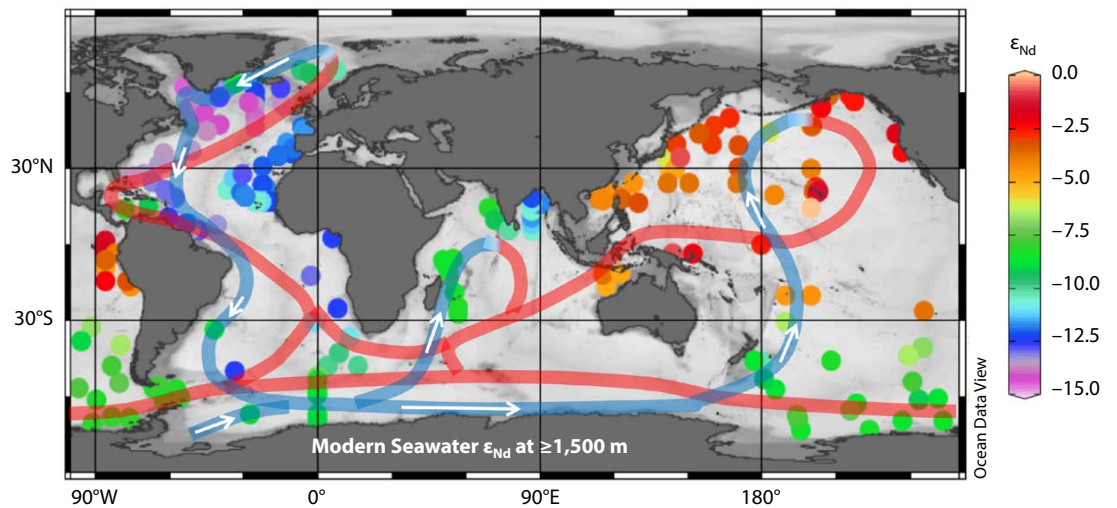 εNd
0.0
−2.5
−5.0
−7.5
−10.0
−12.5
−15.0
30°N
30°S
Modern Seawater εNd at ≥1,500 m
Ocean Data View
90°W
0°
90°E
180°